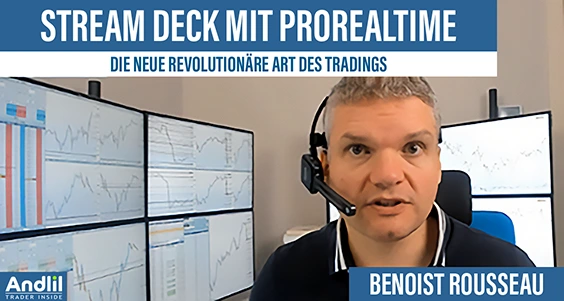 STREAM DECK MIT PROREALTIME
DIE NEUE REVOLUTIONÄRE ART DES TRADINGS
Andlil
TRADER INSIDE
BENOIST ROUSSEAU